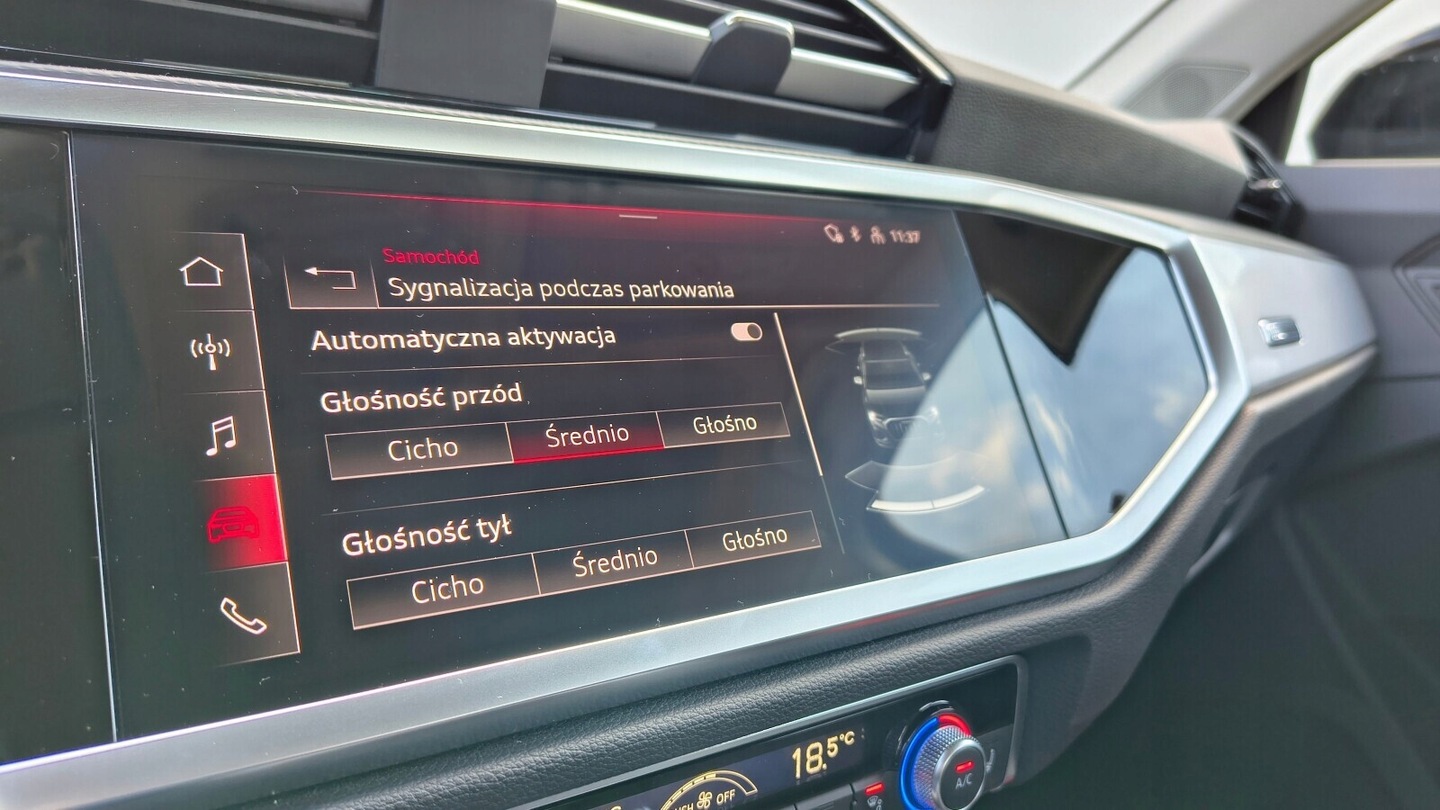 11:37
Samochód
Sygnalizacja podczas parkowania
Automatyczna aktywacja
Głośność przód
Cicho Średnio Głośno
Głośność tył
Cicho Średnio Głośno
18.5°C
OFF
A/C